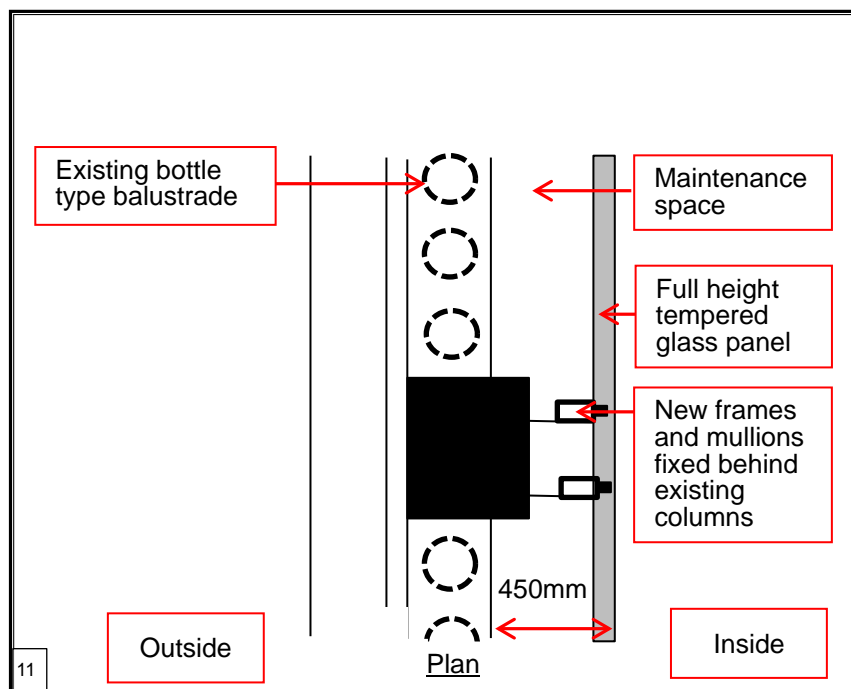 Existing bottle
type balustrade
Maintenance
space
Full height
tempered
glass panel
New frames
and mullions
fixed behind
existing
columns
450mm
Outside
Plan
Inside
11